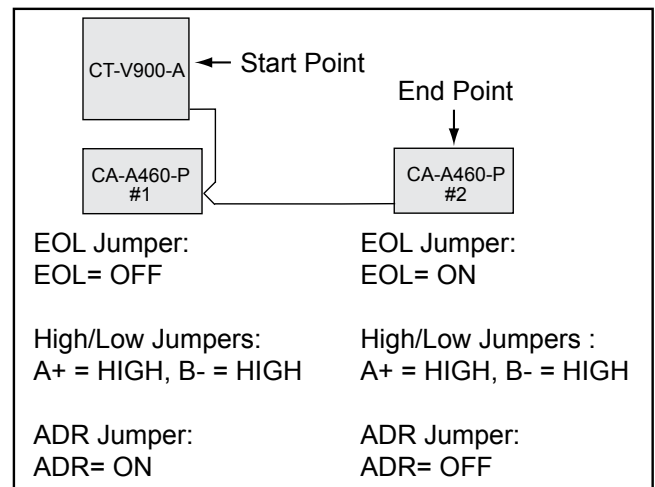 CT-V900-A
Start Point
End Point
CA-A460-P
#1
CA-A460-P
#2
EOL Jumper:
EOL= OFF
High/Low Jumpers:
A+ = HIGH, B- = HIGH
ADR Jumper:
ADR= ON
EOL Jumper:
EOL= ON
High/Low Jumpers :
A+ = HIGH, B- = HIGH
ADR Jumper:
ADR= OFF